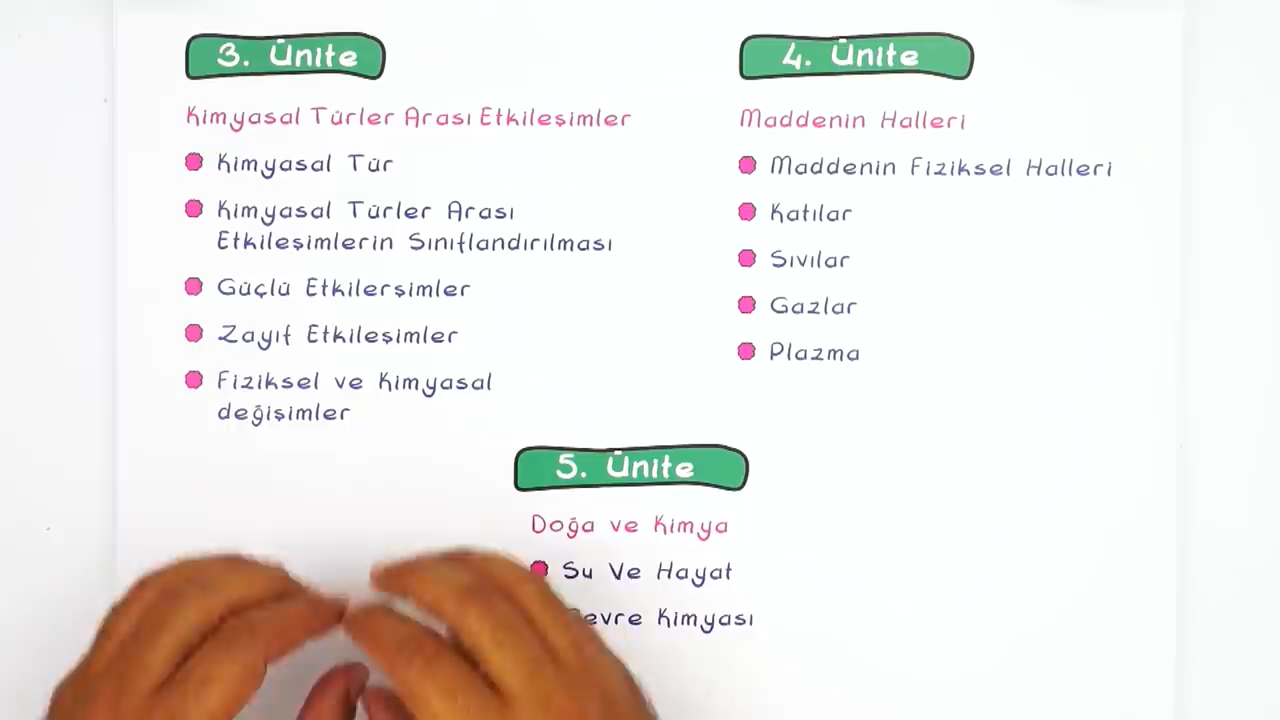 3. Ünite
Kimyasal Türler Arası Etkileşimler
Kimyasal Tür
Kimyasal Türler Arası
Etkileşimlerin Sınıflandırılması
Güçlü Etkilerşimler
Zayıf Etkileşimler
Fiziksel ve Kimyasal
değişimler
4. Ünite
Maddenin Halleri
Maddenin Fiziksel Halleri
Katılar
Sıvılar
Gazlar
Plazma
5. Ünite
Doğa ve Kimya
Su Ve Hayat
Kimyası